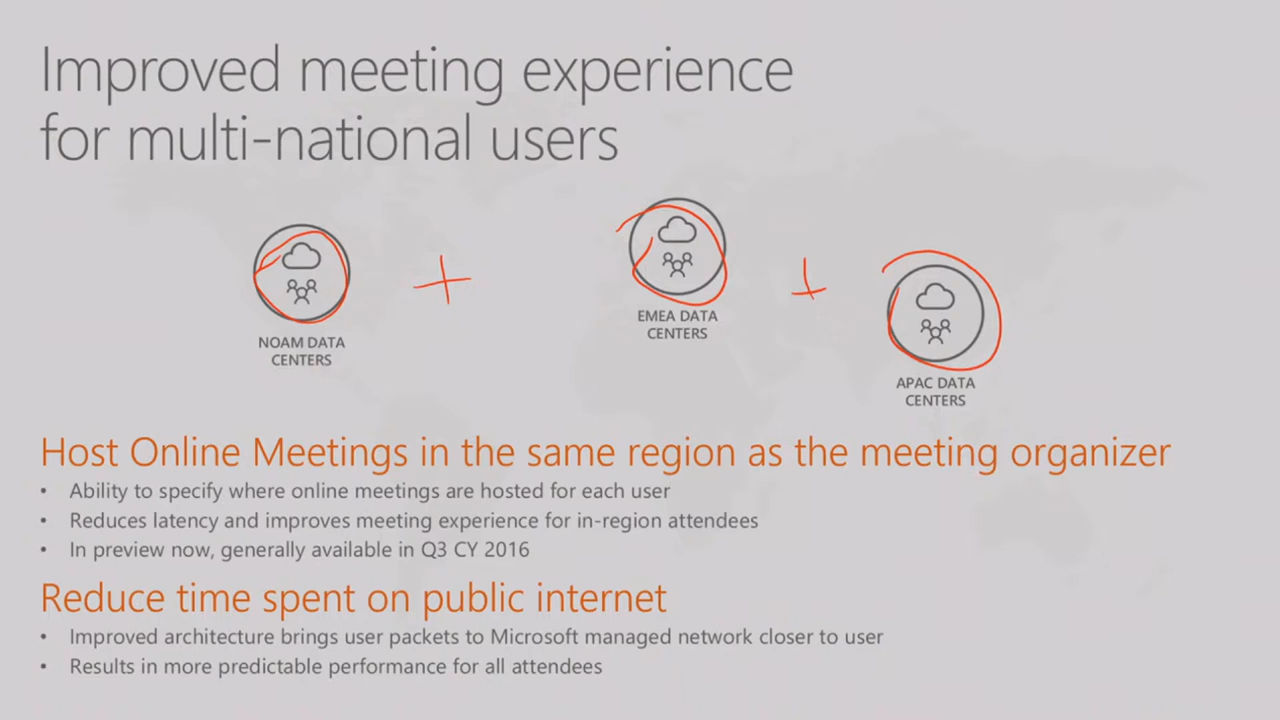 Improved meeting experience
for multi-national users
+
+
NOAM DATA
CENTERS
EMEA DATA
CENTERS
APAC DATA
CENTERS
Host Online Meetings in the same region as the meeting organizer
• Ability to specify where online meetings are hosted for each user
• Reduces latency and improves meeting experience for in-region attendees
• In preview now, generally available in Q3 CY 2016
Reduce time spent on public internet
• Improved architecture brings user packets to Microsoft managed network closer to user
• Results in more predictable performance for all attendees